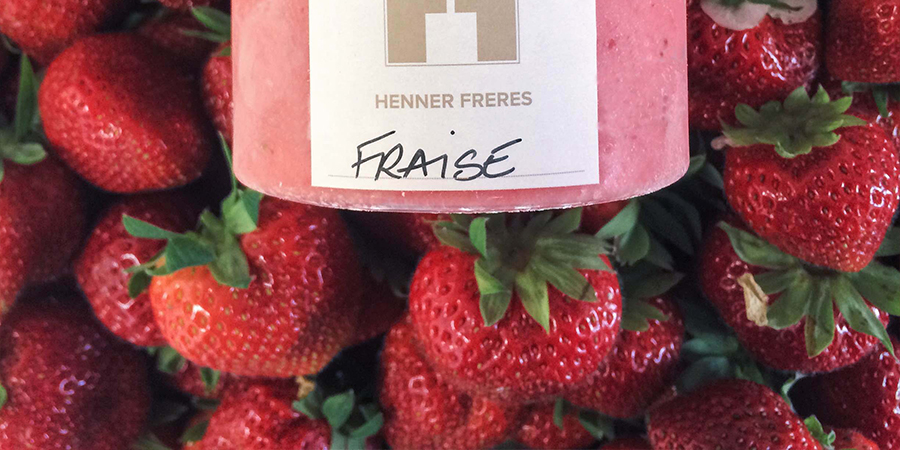 H
HENNER FRERES
FRAISE